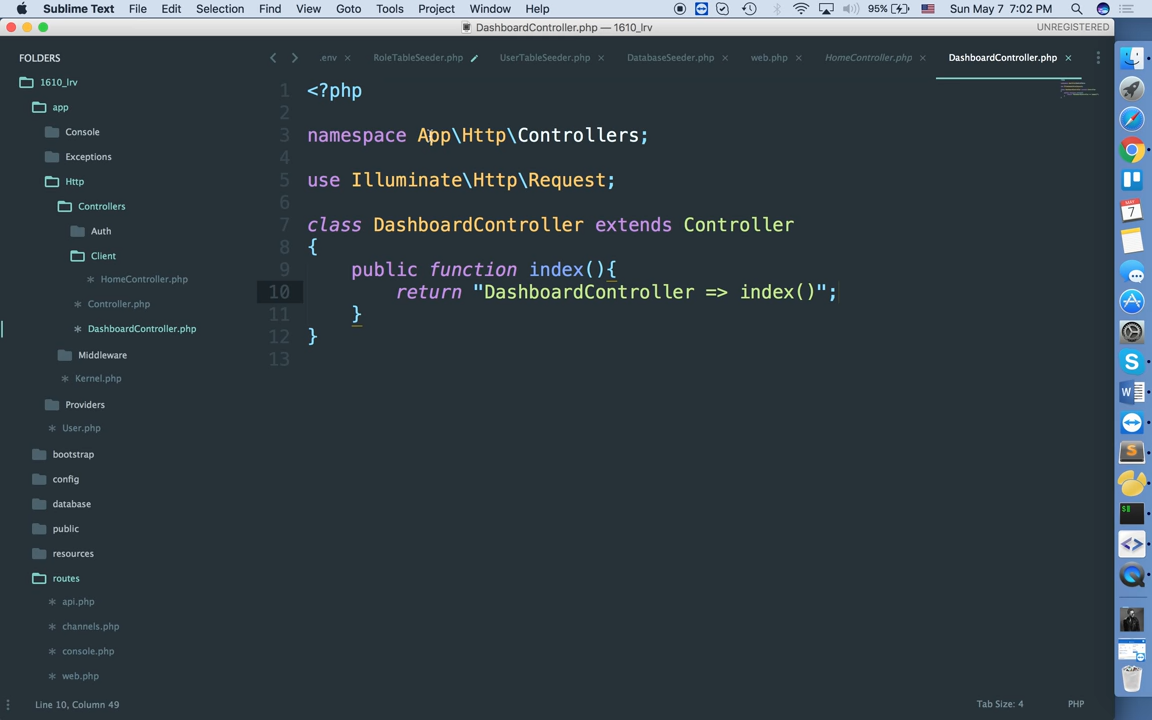 Sublime Text File Edit Selection Find View Goto Tools Project Window Help 95% Sun May 7 7:02 PM
DashboardController.php — 1610_lrv UNREGISTERED
FOLDERS
.env RoleTableSeeder.php UserTableSeeder.php DatabaseSeeder.php web.php HomeController.php DashboardController.php
1610_lrv
app
Console
Exceptions
Http
Controllers
Auth
Client
HomeController.php
Controller.php
DashboardController.php
Middleware
Kernel.php
Providers
User.php
bootstrap
config
database
public
resources
routes
api.php
channels.php
console.php
web.php
1 <?php
2
3 namespace App\Http\Controllers;
4
5 use Illuminate\Http\Request;
6
7 class DashboardController extends Controller
8 {
9 public function index(){
10 return "DashboardController => index()";
11 }
12 }
13
MAY
7
Line 10, Column 49 Tab Size: 4 PHP